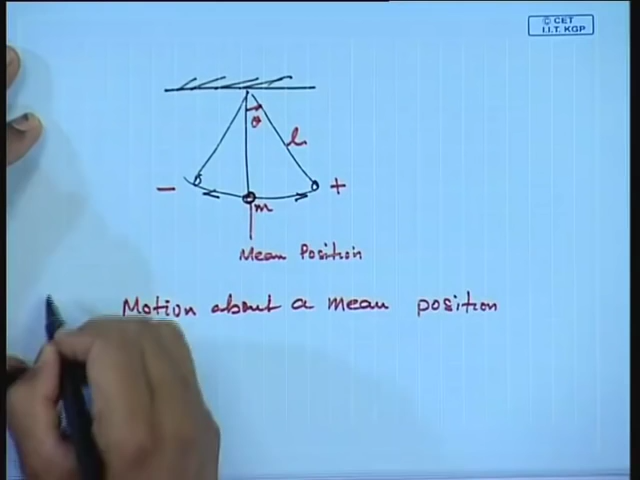 © CET
I.I.T. KGP
θ
l
− +
m
Mean Position
Motion about a mean position